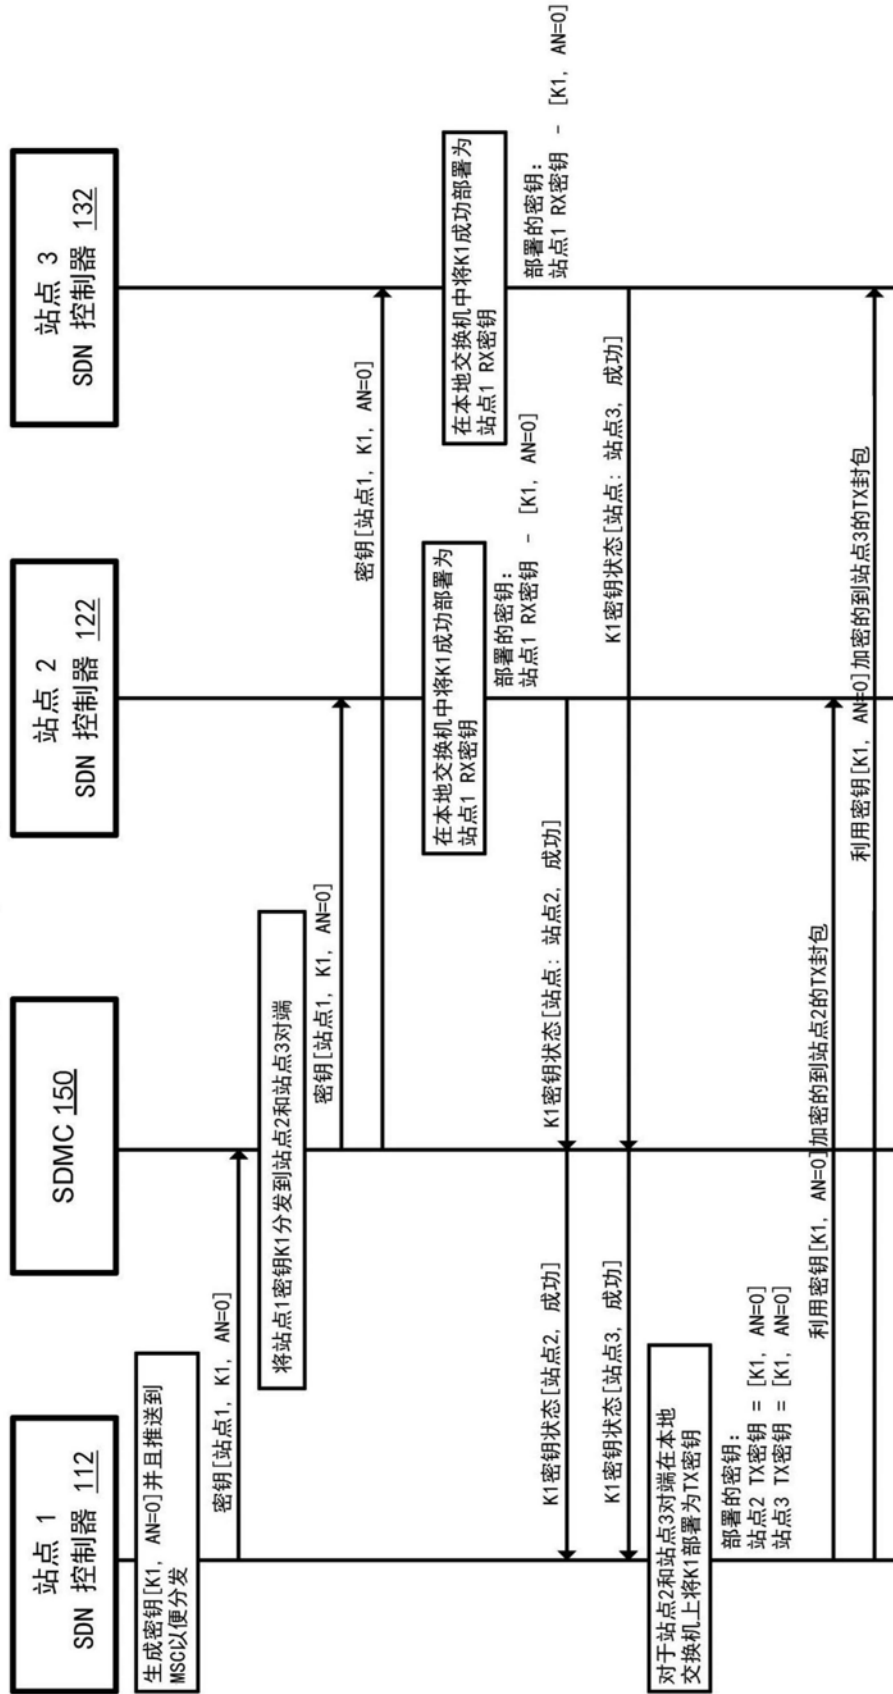 站点 1
SDN 控制器 112
SDMC 150
站点 2
SDN 控制器 122
站点 3
SDN 控制器 132
生成密钥[K1, AN=0]并且推送到
MSC以便分发
密钥[站点1, K1, AN=0]
将站点1密钥K1分发到站点2和站点3对端
密钥[站点1, K1, AN=0]
密钥[站点1, K1, AN=0]
在本地交换机中将K1成功部署为
站点1 RX密钥
部署的密钥:
站点1 RX密钥 - [K1, AN=0]
在本地交换机中将K1成功部署为
站点1 RX密钥
部署的密钥:
站点1 RX密钥 - [K1, AN=0]
K1密钥状态[站点2, 成功]
K1密钥状态[站点: 站点2, 成功]
K1密钥状态[站点3, 成功]
K1密钥状态[站点: 站点3, 成功]
对于站点2和站点3对端在本地
交换机上将K1部署为TX密钥
部署的密钥:
站点2 TX密钥 = [K1, AN=0]
站点3 TX密钥 = [K1, AN=0]
利用密钥[K1, AN=0]加密的到站点2的TX封包
利用密钥[K1, AN=0]加密的到站点3的TX封包